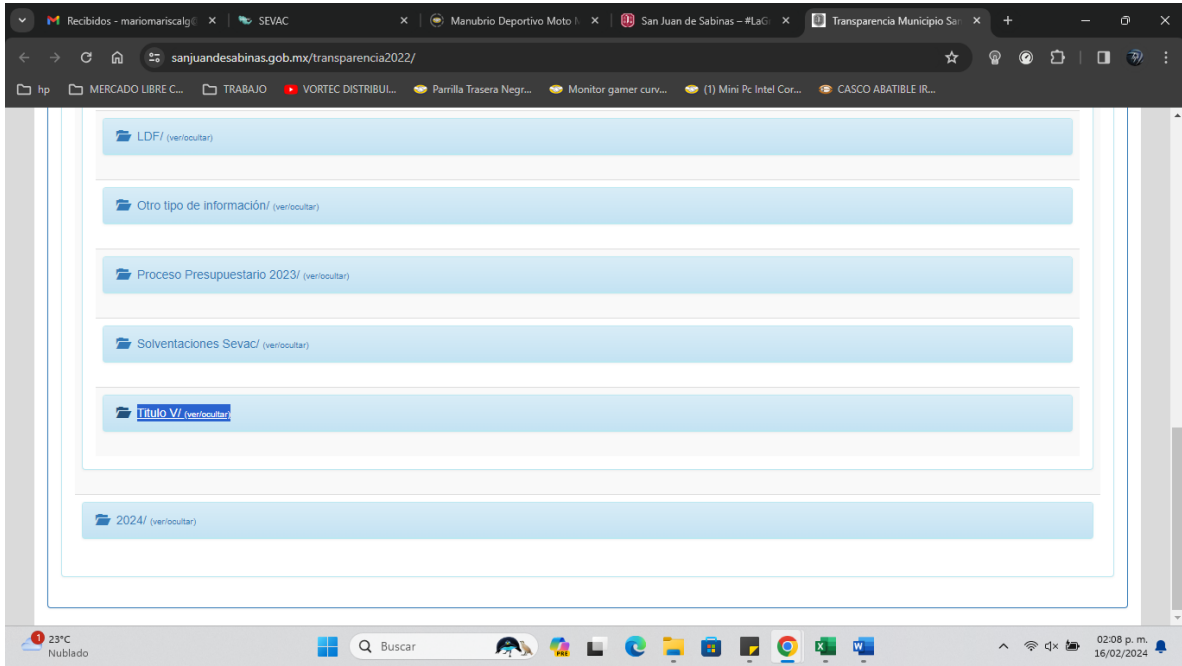 Recibidos - mariomariscalg
SEVAC
Manubrio Deportivo Moto
San Juan de Sabinas – #LaG
Transparencia Municipio San
sanjuandesabinas.gob.mx/transparencia2022/
hp
MERCADO LIBRE C...
TRABAJO
VORTEC DISTRIBUI...
Parrilla Trasera Negr...
Monitor gamer curv...
(1) Mini Pc Intel Cor...
CASCO ABATIBLE IR...
LDF/ (ver/ocultar)
Otro tipo de información/ (ver/ocultar)
Proceso Presupuestario 2023/ (ver/ocultar)
Solventaciones Sevac/ (ver/ocultar)
Titulo V/ (ver/ocultar)
2024/ (ver/ocultar)
1
23°C
Nublado
Buscar
PRE
02:08 p. m.
16/02/2024